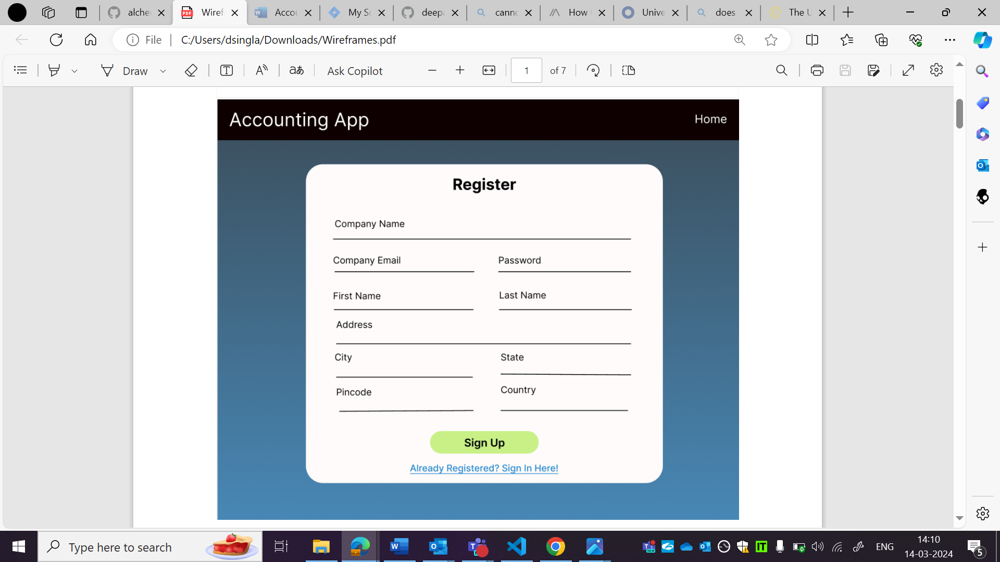 alche
Wiref
Accou
My Sc
deepa
canno
How
Unive
does
The U
File
C:/Users/dsingla/Downloads/Wireframes.pdf
Draw
Ask Copilot
1 of 7
Accounting App
Home
Register
Company Name
Company Email
Password
First Name
Last Name
Address
City
State
Pincode
Country
Sign Up
Already Registered? Sign In Here!
Type here to search
ENG
14:10
14-03-2024
5